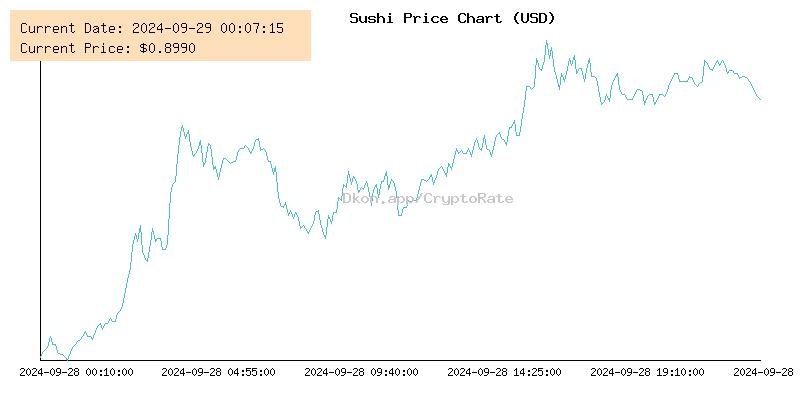 Sushi Price Chart (USD)
Current Date: 2024-09-29 00:07:15
Current Price: $0.8990
Dkon.app/CryptoRate
2024-09-28 00:10:00 2024-09-28 04:55:00 2024-09-28 09:40:00 2024-09-28 14:25:00 2024-09-28 19:10:00 2024-09-28